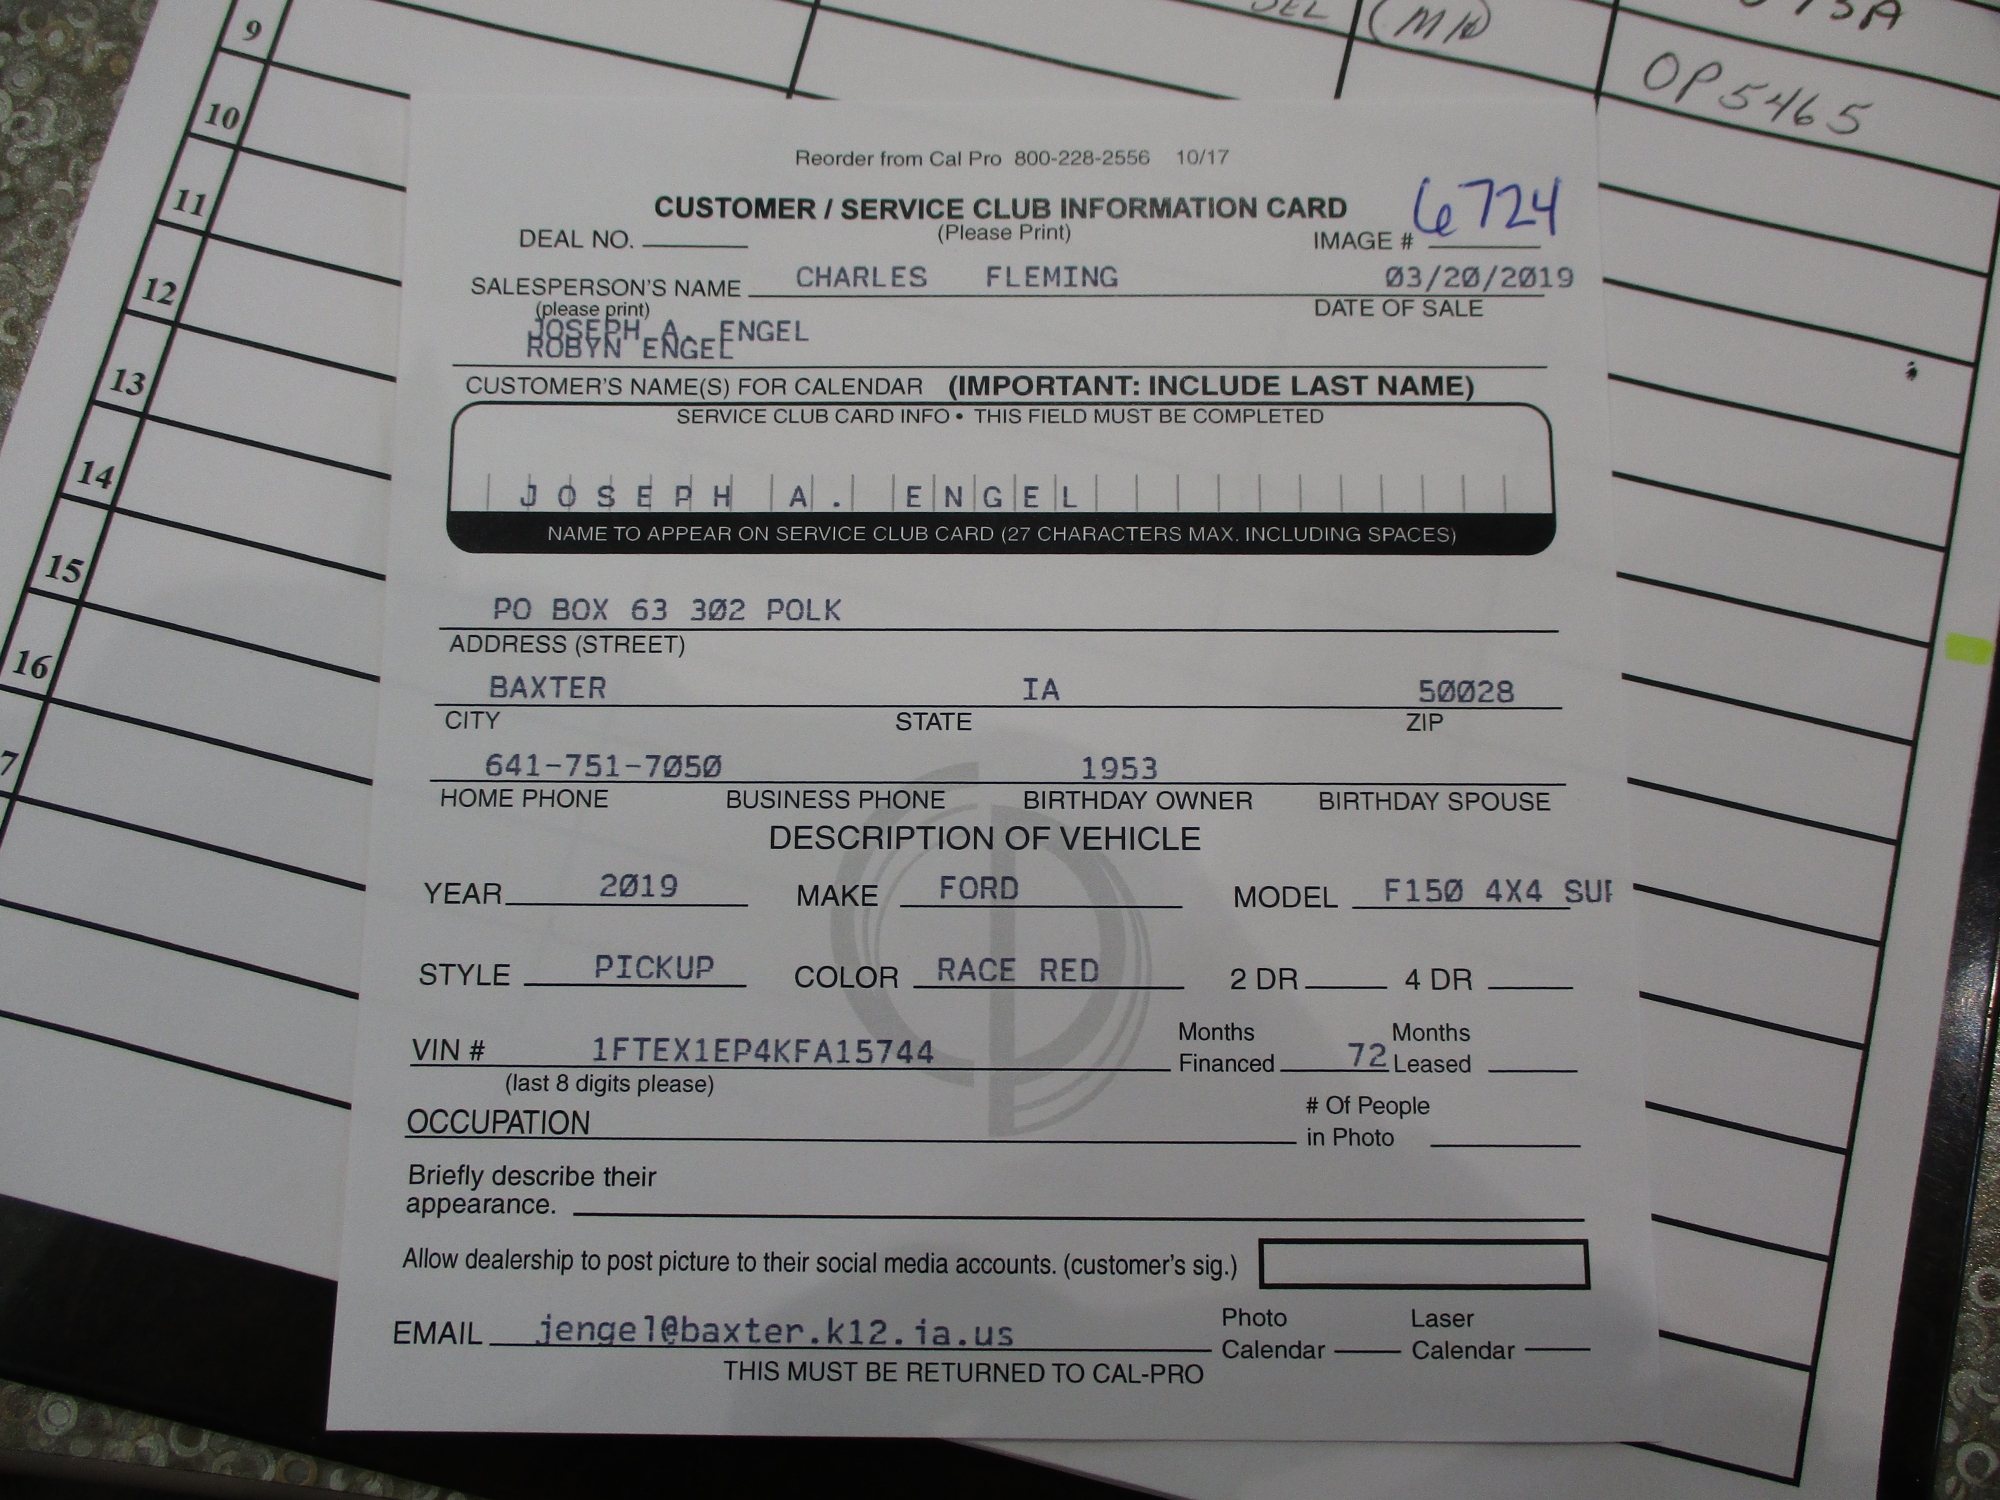 9
10
11
12
13
14
15
16
7
(MK)
OP5465
Reorder from Cal Pro 800-228-2556 10/17
CUSTOMER / SERVICE CLUB INFORMATION CARD
(Please Print)
DEAL NO.
IMAGE # 6724
SALESPERSON'S NAME CHARLES FLEMING 03/20/2019
(please print)
DATE OF SALE
JOSEPH A. ENGEL
ROBYN ENGEL
CUSTOMER'S NAME(S) FOR CALENDAR (IMPORTANT: INCLUDE LAST NAME)
SERVICE CLUB CARD INFO • THIS FIELD MUST BE COMPLETED
JOSEPH A. ENGEL
NAME TO APPEAR ON SERVICE CLUB CARD (27 CHARACTERS MAX. INCLUDING SPACES)
PO BOX 63 302 POLK
ADDRESS (STREET)
BAXTER IA 50028
CITY STATE ZIP
641-751-7050 1953
HOME PHONE BUSINESS PHONE BIRTHDAY OWNER BIRTHDAY SPOUSE
DESCRIPTION OF VEHICLE
YEAR 2019 MAKE FORD MODEL F150 4X4 SUP
STYLE PICKUP COLOR RACE RED 2 DR 4 DR
VIN # 1FTEX1EP4KFA15744 Months Financed 72 Months Leased
(last 8 digits please)
OCCUPATION # Of People in Photo
Briefly describe their
appearance.
Allow dealership to post picture to their social media accounts. (customer's sig.)
EMAIL jengel@baxter.k12.ia.us Photo Calendar Laser Calendar
THIS MUST BE RETURNED TO CAL-PRO